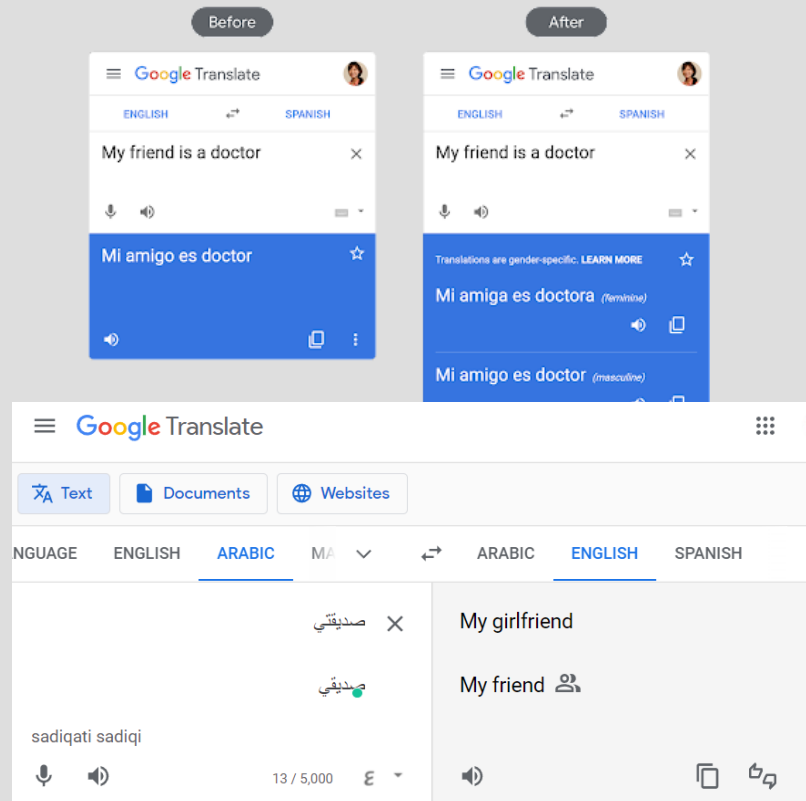 Before
After
Google Translate
Google Translate
ENGLISH
SPANISH
ENGLISH
SPANISH
My friend is a doctor
My friend is a doctor
Mi amigo es doctor
Translations are gender-specific. LEARN MORE
Mi amiga es doctora (feminine)
Mi amigo es doctor (masculine)
Google Translate
Text
Documents
Websites
NGUAGE
ENGLISH
ARABIC
MA
ARABIC
ENGLISH
SPANISH
صديقتي
My girlfriend
صديقي
My friend
sadiqati sadiqi
13 / 5,000
ع